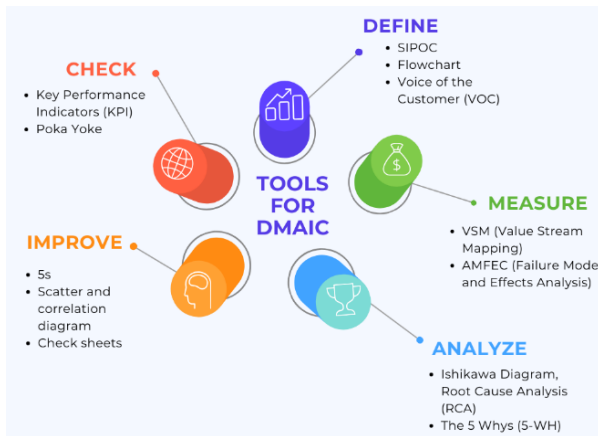 DEFINE
• SIPOC
• Flowchart
• Voice of the
Customer (VOC)
CHECK
• Key Performance
Indicators (KPI)
• Poka Yoke
TOOLS
FOR
DMAIC
$
MEASURE
• VSM (Value Stream
Mapping)
• AMFEC (Failure Mode
and Effects Analysis)
IMPROVE
• 5s
• Scatter and
correlation
diagram
• Check sheets
ANALYZE
• Ishikawa Diagram,
Root Cause Analysis
(RCA)
• The 5 Whys (5-WH)